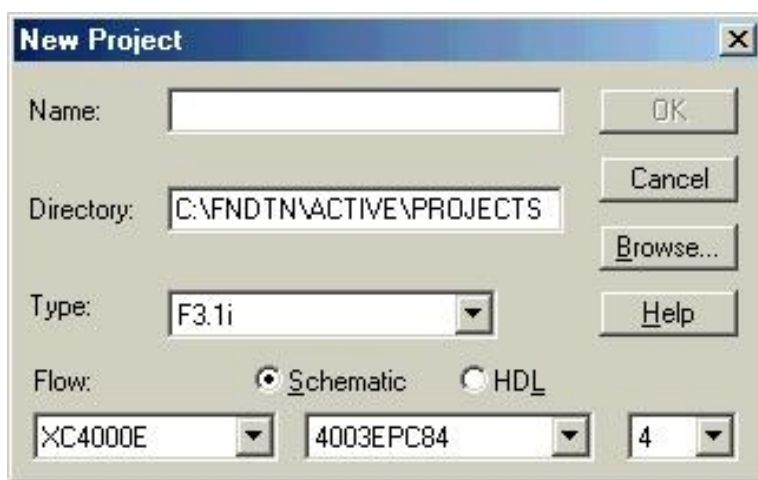 New Project
Name:
OK
Cancel
Directory: C:\FNDTN\ACTIVE\PROJECTS
Browse...
Type: F3.1i
Help
Flow: Schematic HDL
XC4000E 4003EPC84 4